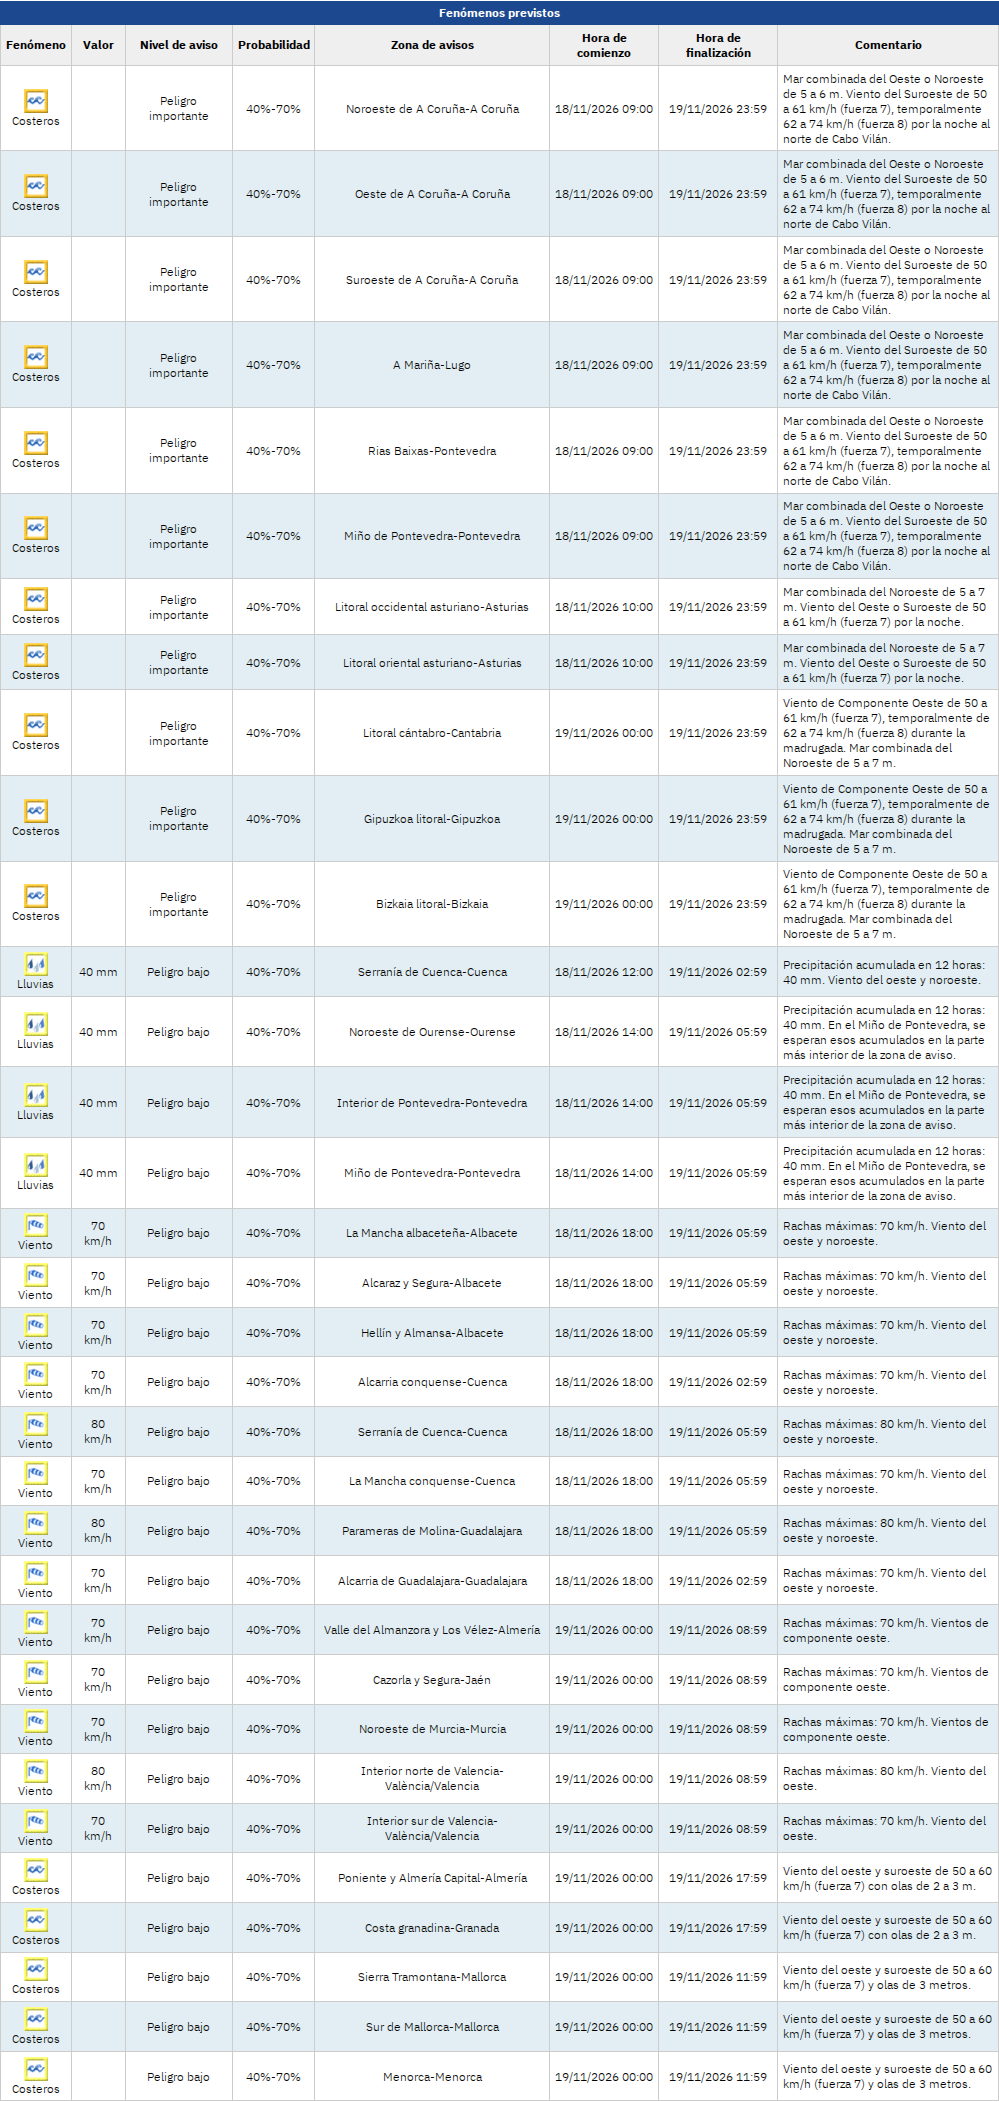 Fenómenos previstos
Fenómeno Valor Nivel de aviso Probabilidad Zona de avisos Hora de comienzo Hora de finalización Comentario
Costeros Peligro importante 40%-70% Noroeste de A Coruña-A Coruña 18/11/2026 09:00 19/11/2026 23:59 Mar combinada del Oeste o Noroeste de 5 a 6 m. Viento del Suroeste de 50 a 61 km/h (fuerza 7), temporalmente 62 a 74 km/h (fuerza 8) por la noche al norte de Cabo Vilán.
Costeros Peligro importante 40%-70% Oeste de A Coruña-A Coruña 18/11/2026 09:00 19/11/2026 23:59 Mar combinada del Oeste o Noroeste de 5 a 6 m. Viento del Suroeste de 50 a 61 km/h (fuerza 7), temporalmente 62 a 74 km/h (fuerza 8) por la noche al norte de Cabo Vilán.
Costeros Peligro importante 40%-70% Suroeste de A Coruña-A Coruña 18/11/2026 09:00 19/11/2026 23:59 Mar combinada del Oeste o Noroeste de 5 a 6 m. Viento del Suroeste de 50 a 61 km/h (fuerza 7), temporalmente 62 a 74 km/h (fuerza 8) por la noche al norte de Cabo Vilán.
Costeros Peligro importante 40%-70% A Mariña-Lugo 18/11/2026 09:00 19/11/2026 23:59 Mar combinada del Oeste o Noroeste de 5 a 6 m. Viento del Suroeste de 50 a 61 km/h (fuerza 7), temporalmente 62 a 74 km/h (fuerza 8) por la noche al norte de Cabo Vilán.
Costeros Peligro importante 40%-70% Rias Baixas-Pontevedra 18/11/2026 09:00 19/11/2026 23:59 Mar combinada del Oeste o Noroeste de 5 a 6 m. Viento del Suroeste de 50 a 61 km/h (fuerza 7), temporalmente 62 a 74 km/h (fuerza 8) por la noche al norte de Cabo Vilán.
Costeros Peligro importante 40%-70% Miño de Pontevedra-Pontevedra 18/11/2026 09:00 19/11/2026 23:59 Mar combinada del Oeste o Noroeste de 5 a 6 m. Viento del Suroeste de 50 a 61 km/h (fuerza 7), temporalmente 62 a 74 km/h (fuerza 8) por la noche al norte de Cabo Vilán.
Costeros Peligro importante 40%-70% Litoral occidental asturiano-Asturias 18/11/2026 10:00 19/11/2026 23:59 Mar combinada del Noroeste de 5 a 7 m. Viento del Oeste o Suroeste de 50 a 61 km/h (fuerza 7) por la noche.
Costeros Peligro importante 40%-70% Litoral oriental asturiano-Asturias 18/11/2026 10:00 19/11/2026 23:59 Mar combinada del Noroeste de 5 a 7 m. Viento del Oeste o Suroeste de 50 a 61 km/h (fuerza 7) por la noche.
Costeros Peligro importante 40%-70% Litoral cántabro-Cantabria 19/11/2026 00:00 19/11/2026 23:59 Viento de Componente Oeste de 50 a 61 km/h (fuerza 7), temporalmente de 62 a 74 km/h (fuerza 8) durante la madrugada. Mar combinada del Noroeste de 5 a 7 m.
Costeros Peligro importante 40%-70% Gipuzkoa litoral-Gipuzkoa 19/11/2026 00:00 19/11/2026 23:59 Viento de Componente Oeste de 50 a 61 km/h (fuerza 7), temporalmente de 62 a 74 km/h (fuerza 8) durante la madrugada. Mar combinada del Noroeste de 5 a 7 m.
Costeros Peligro importante 40%-70% Bizkaia litoral-Bizkaia 19/11/2026 00:00 19/11/2026 23:59 Viento de Componente Oeste de 50 a 61 km/h (fuerza 7), temporalmente de 62 a 74 km/h (fuerza 8) durante la madrugada. Mar combinada del Noroeste de 5 a 7 m.
Lluvias 40 mm Peligro bajo 40%-70% Serranía de Cuenca-Cuenca 18/11/2026 12:00 19/11/2026 02:59 Precipitación acumulada en 12 horas: 40 mm. Viento del oeste y noroeste.
Lluvias 40 mm Peligro bajo 40%-70% Noroeste de Ourense-Ourense 18/11/2026 14:00 19/11/2026 05:59 Precipitación acumulada en 12 horas: 40 mm. En el Miño de Pontevedra, se esperan esos acumulados en la parte más interior de la zona de aviso.
Lluvias 40 mm Peligro bajo 40%-70% Interior de Pontevedra-Pontevedra 18/11/2026 14:00 19/11/2026 05:59 Precipitación acumulada en 12 horas: 40 mm. En el Miño de Pontevedra, se esperan esos acumulados en la parte más interior de la zona de aviso.
Lluvias 40 mm Peligro bajo 40%-70% Miño de Pontevedra-Pontevedra 18/11/2026 14:00 19/11/2026 05:59 Precipitación acumulada en 12 horas: 40 mm. En el Miño de Pontevedra, se esperan esos acumulados en la parte más interior de la zona de aviso.
Viento 70 km/h Peligro bajo 40%-70% La Mancha albaceteña-Albacete 18/11/2026 18:00 19/11/2026 05:59 Rachas máximas: 70 km/h. Viento del oeste y noroeste.
Viento 70 km/h Peligro bajo 40%-70% Alcaraz y Segura-Albacete 18/11/2026 18:00 19/11/2026 05:59 Rachas máximas: 70 km/h. Viento del oeste y noroeste.
Viento 70 km/h Peligro bajo 40%-70% Hellín y Almansa-Albacete 18/11/2026 18:00 19/11/2026 05:59 Rachas máximas: 70 km/h. Viento del oeste y noroeste.
Viento 70 km/h Peligro bajo 40%-70% Alcarria conquense-Cuenca 18/11/2026 18:00 19/11/2026 02:59 Rachas máximas: 70 km/h. Viento del oeste y noroeste.
Viento 80 km/h Peligro bajo 40%-70% Serranía de Cuenca-Cuenca 18/11/2026 18:00 19/11/2026 05:59 Rachas máximas: 80 km/h. Viento del oeste y noroeste.
Viento 70 km/h Peligro bajo 40%-70% La Mancha conquense-Cuenca 18/11/2026 18:00 19/11/2026 05:59 Rachas máximas: 70 km/h. Viento del oeste y noroeste.
Viento 80 km/h Peligro bajo 40%-70% Parameras de Molina-Guadalajara 18/11/2026 18:00 19/11/2026 05:59 Rachas máximas: 80 km/h. Viento del oeste y noroeste.
Viento 70 km/h Peligro bajo 40%-70% Alcarria de Guadalajara-Guadalajara 18/11/2026 18:00 19/11/2026 02:59 Rachas máximas: 70 km/h. Viento del oeste y noroeste.
Viento 70 km/h Peligro bajo 40%-70% Valle del Almanzora y Los Vélez-Almería 19/11/2026 00:00 19/11/2026 08:59 Rachas máximas: 70 km/h. Vientos de componente oeste.
Viento 70 km/h Peligro bajo 40%-70% Cazorla y Segura-Jaén 19/11/2026 00:00 19/11/2026 08:59 Rachas máximas: 70 km/h. Vientos de componente oeste.
Viento 70 km/h Peligro bajo 40%-70% Noroeste de Murcia-Murcia 19/11/2026 00:00 19/11/2026 08:59 Rachas máximas: 70 km/h. Vientos de componente oeste.
Viento 80 km/h Peligro bajo 40%-70% Interior norte de Valencia-València/Valencia 19/11/2026 00:00 19/11/2026 08:59 Rachas máximas: 80 km/h. Viento del oeste.
Viento 70 km/h Peligro bajo 40%-70% Interior sur de Valencia-València/Valencia 19/11/2026 00:00 19/11/2026 08:59 Rachas máximas: 70 km/h. Viento del oeste.
Costeros Peligro bajo 40%-70% Poniente y Almería Capital-Almería 19/11/2026 00:00 19/11/2026 17:59 Viento del oeste y suroeste de 50 a 60 km/h (fuerza 7) con olas de 2 a 3 m.
Costeros Peligro bajo 40%-70% Costa granadina-Granada 19/11/2026 00:00 19/11/2026 17:59 Viento del oeste y suroeste de 50 a 60 km/h (fuerza 7) con olas de 2 a 3 m.
Costeros Peligro bajo 40%-70% Sierra Tramontana-Mallorca 19/11/2026 00:00 19/11/2026 11:59 Viento del oeste y suroeste de 50 a 60 km/h (fuerza 7) y olas de 3 metros.
Costeros Peligro bajo 40%-70% Sur de Mallorca-Mallorca 19/11/2026 00:00 19/11/2026 11:59 Viento del oeste y suroeste de 50 a 60 km/h (fuerza 7) y olas de 3 metros.
Costeros Peligro bajo 40%-70% Menorca-Menorca 19/11/2026 00:00 19/11/2026 11:59 Viento del oeste y suroeste de 50 a 60 km/h (fuerza 7) y olas de 3 metros.